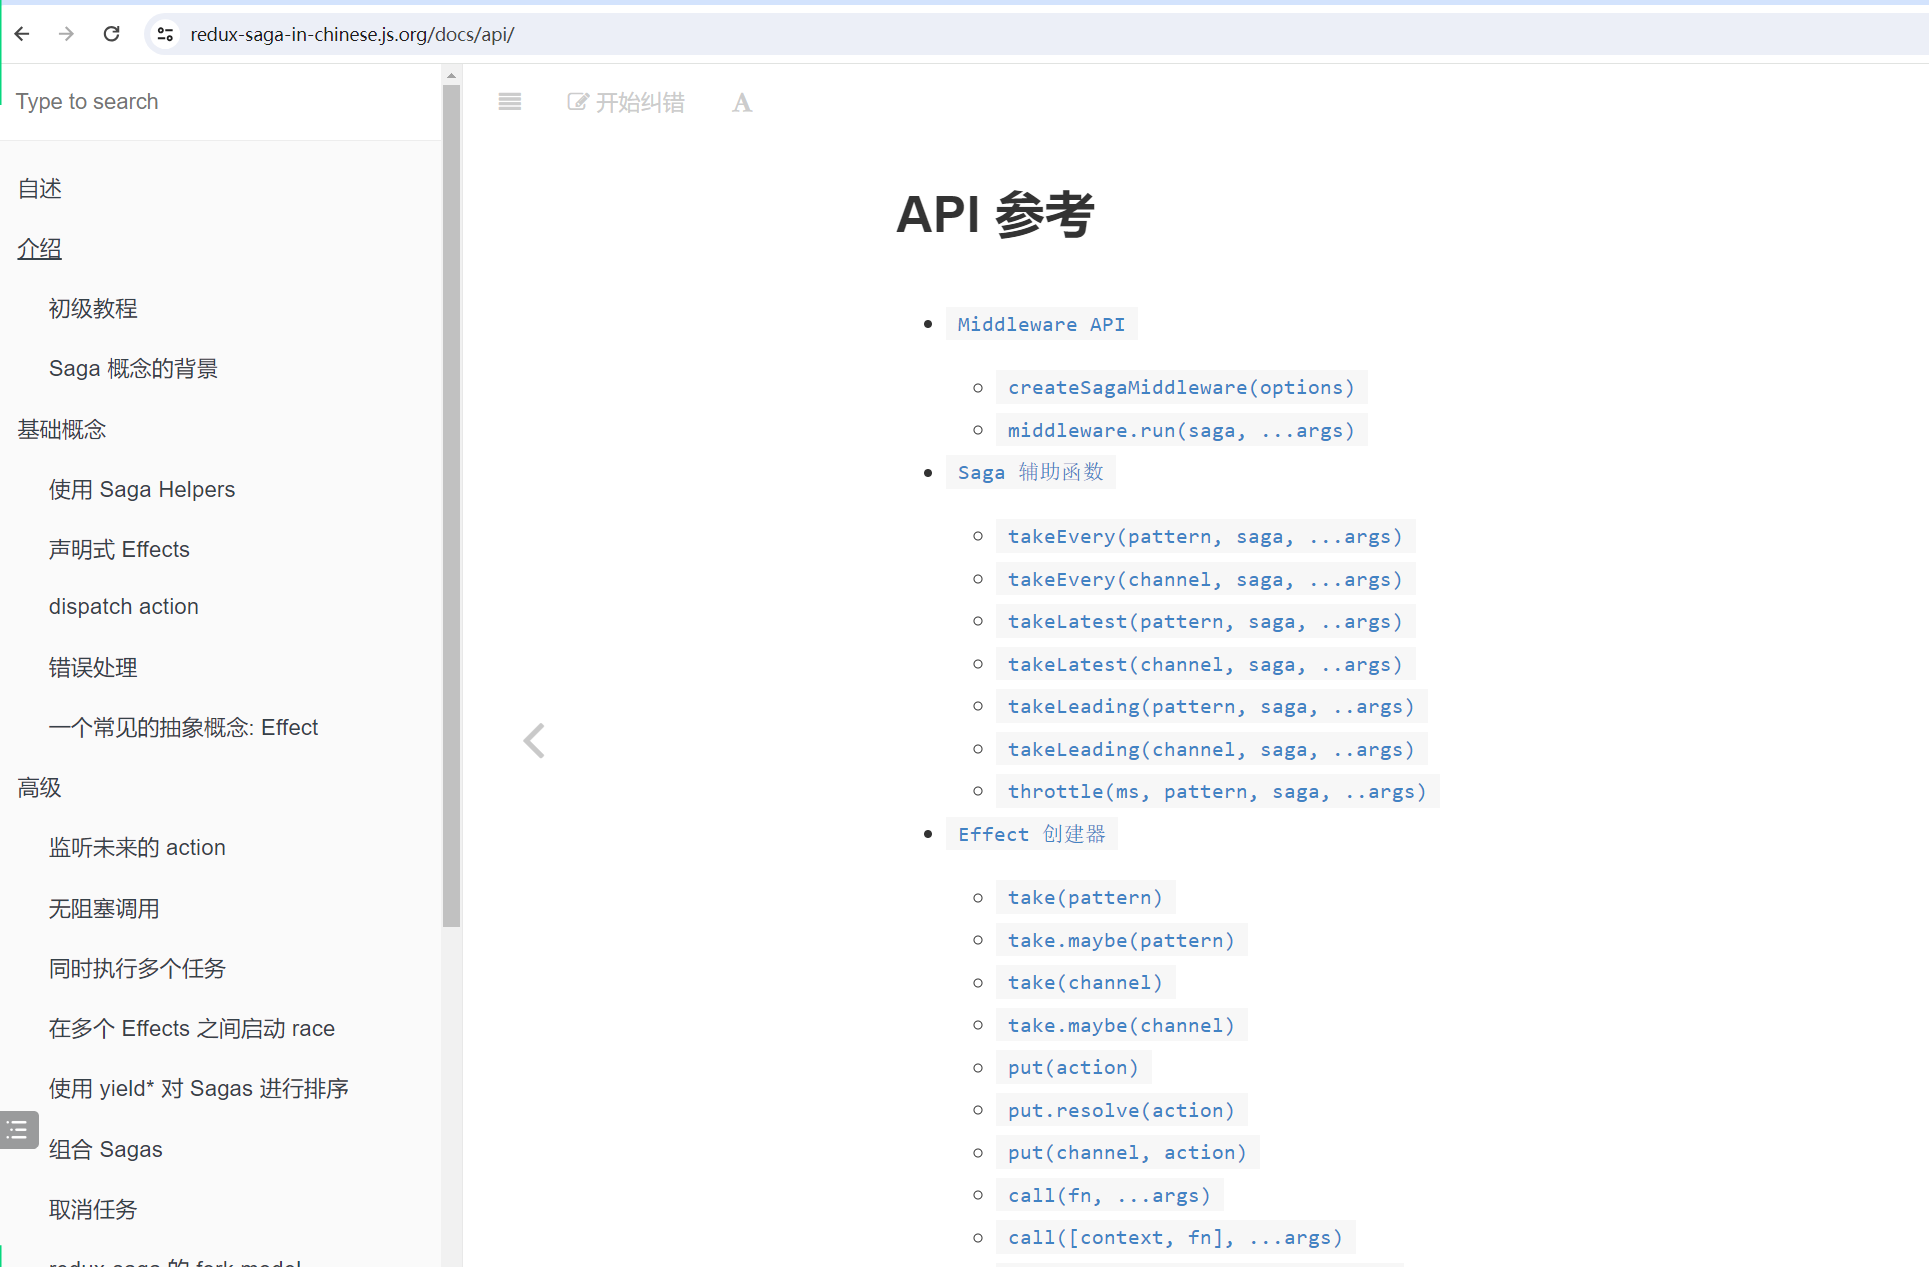 redux-saga-in-chinese.js.org/docs/api/
Type to search
自述
介绍
初级教程
Saga 概念的背景
基础概念
使用 Saga Helpers
声明式 Effects
dispatch action
错误处理
一个常见的抽象概念: Effect
高级
监听未来的 action
无阻塞调用
同时执行多个任务
在多个 Effects 之间启动 race
使用 yield* 对 Sagas 进行排序
组合 Sagas
取消任务
redux-saga 的 fork model
开始纠错
A
API 参考
Middleware API
createSagaMiddleware(options)
middleware.run(saga, ...args)
Saga 辅助函数
takeEvery(pattern, saga, ...args)
takeEvery(channel, saga, ...args)
takeLatest(pattern, saga, ..args)
takeLatest(channel, saga, ..args)
takeLeading(pattern, saga, ..args)
takeLeading(channel, saga, ..args)
throttle(ms, pattern, saga, ..args)
Effect 创建器
take(pattern)
take.maybe(pattern)
take(channel)
take.maybe(channel)
put(action)
put.resolve(action)
put(channel, action)
call(fn, ...args)
call([context, fn], ...args)